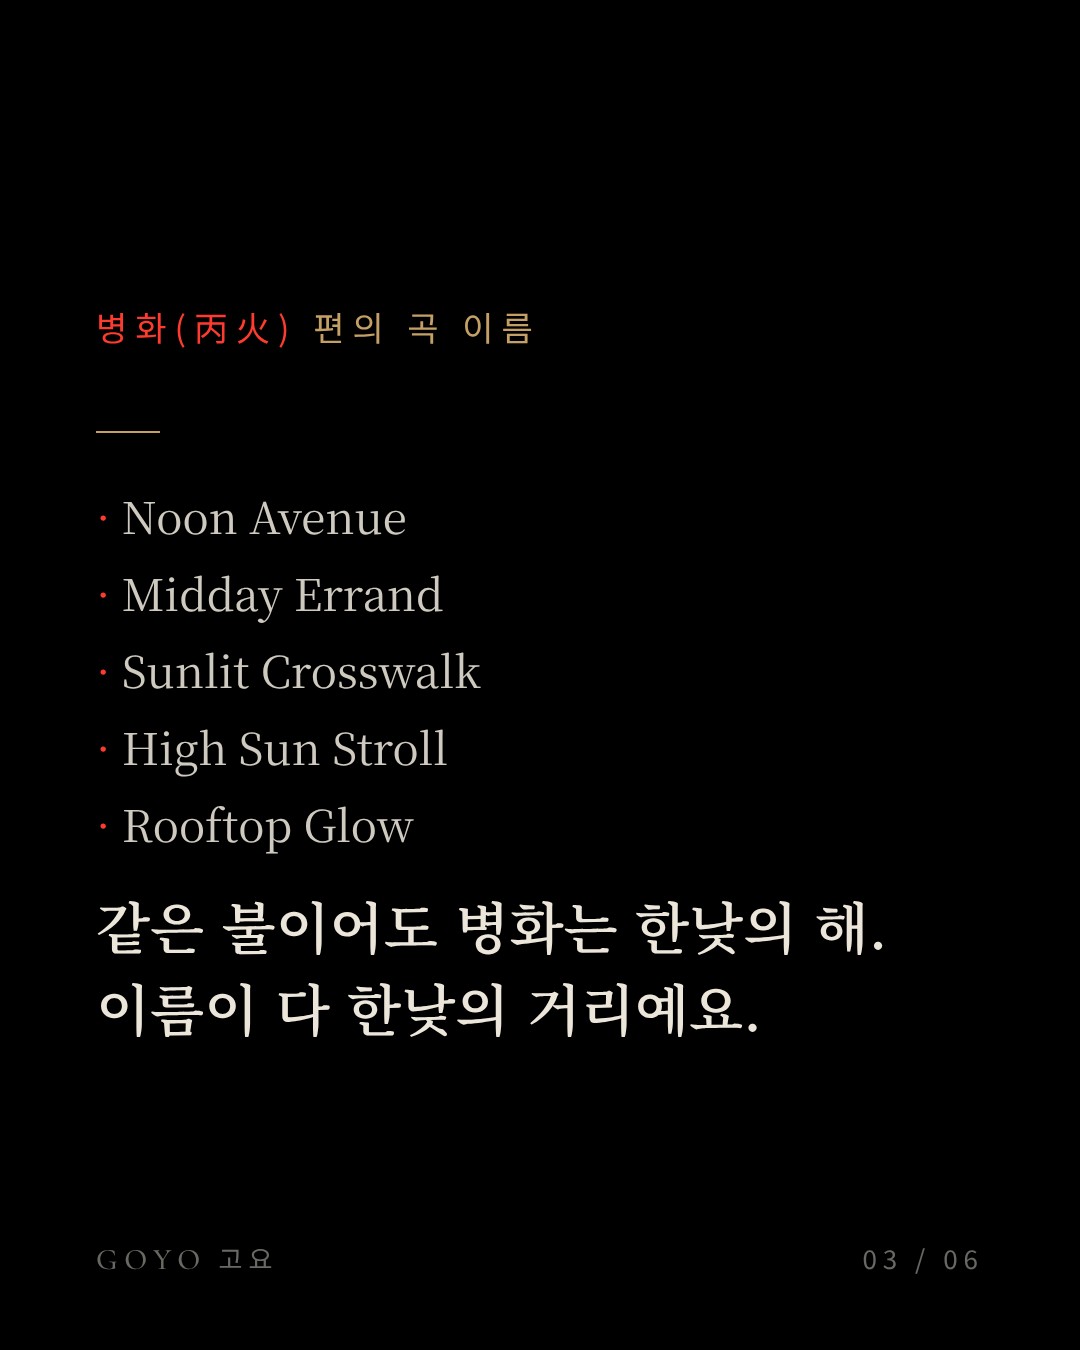 병화(丙火) 편의 곡 이름
· Noon Avenue
· Midday Errand
· Sunlit Crosswalk
· High Sun Stroll
· Rooftop Glow
같은 불이어도 병화는 한낮의 해.
이름이 다 한낮의 거리예요.
GOYO 고요
03 / 06